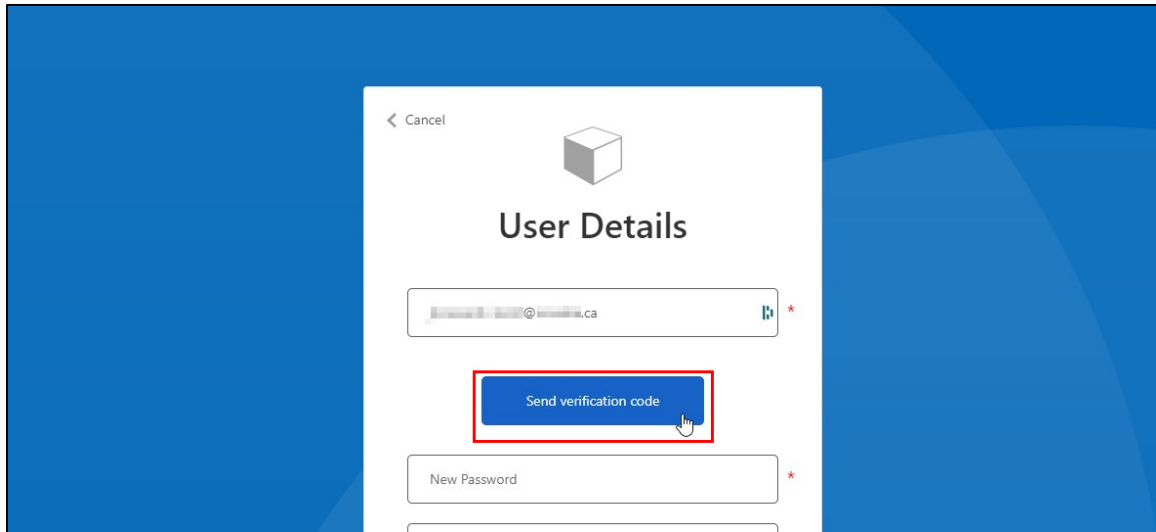 Cancel
User Details
@ .ca *
Send verification code
New Password *